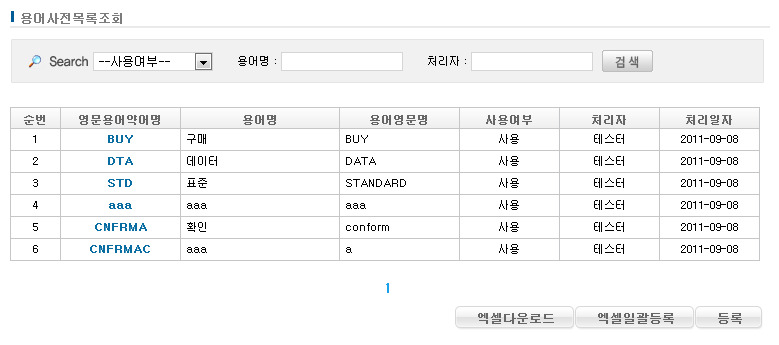 용어사전목록조회
Search --사용여부-- 용어명 : 처리자 : 검색
순번 영문용어약어명 용어명 용어영문명 사용여부 처리자 처리일자
1 BUY 구매 BUY 사용 테스터 2011-09-08
2 DTA 데이터 DATA 사용 테스터 2011-09-08
3 STD 표준 STANDARD 사용 테스터 2011-09-08
4 aaa aaa aaa 사용 테스터 2011-09-08
5 CNFRMA 확인 conform 사용 테스터 2011-09-08
6 CNFRMAC aaa a 사용 테스터 2011-09-08
1
엑셀다운로드 엑셀일괄등록 등록